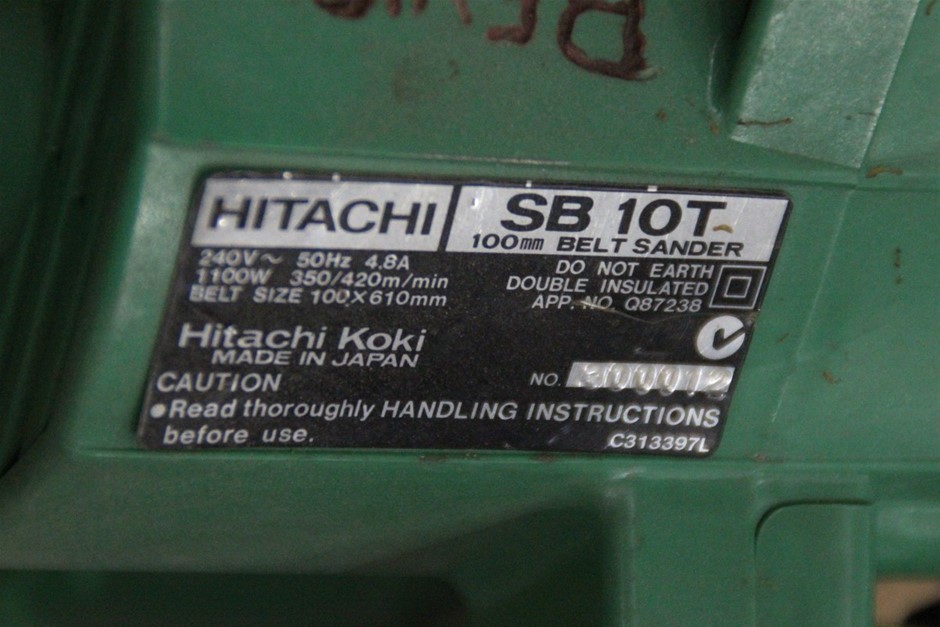 HITACHI
SB 10T
100mm BELT SANDER
240V～ 50Hz 4.8A
1100W 350/420m/min
BELT SIZE 100×610mm
DO NOT EARTH
DOUBLE INSULATED
APP. NO. Q87238
Hitachi Koki
MADE IN JAPAN
NO.
CAUTION
●Read thoroughly HANDLING INSTRUCTIONS
before use.
C313397L